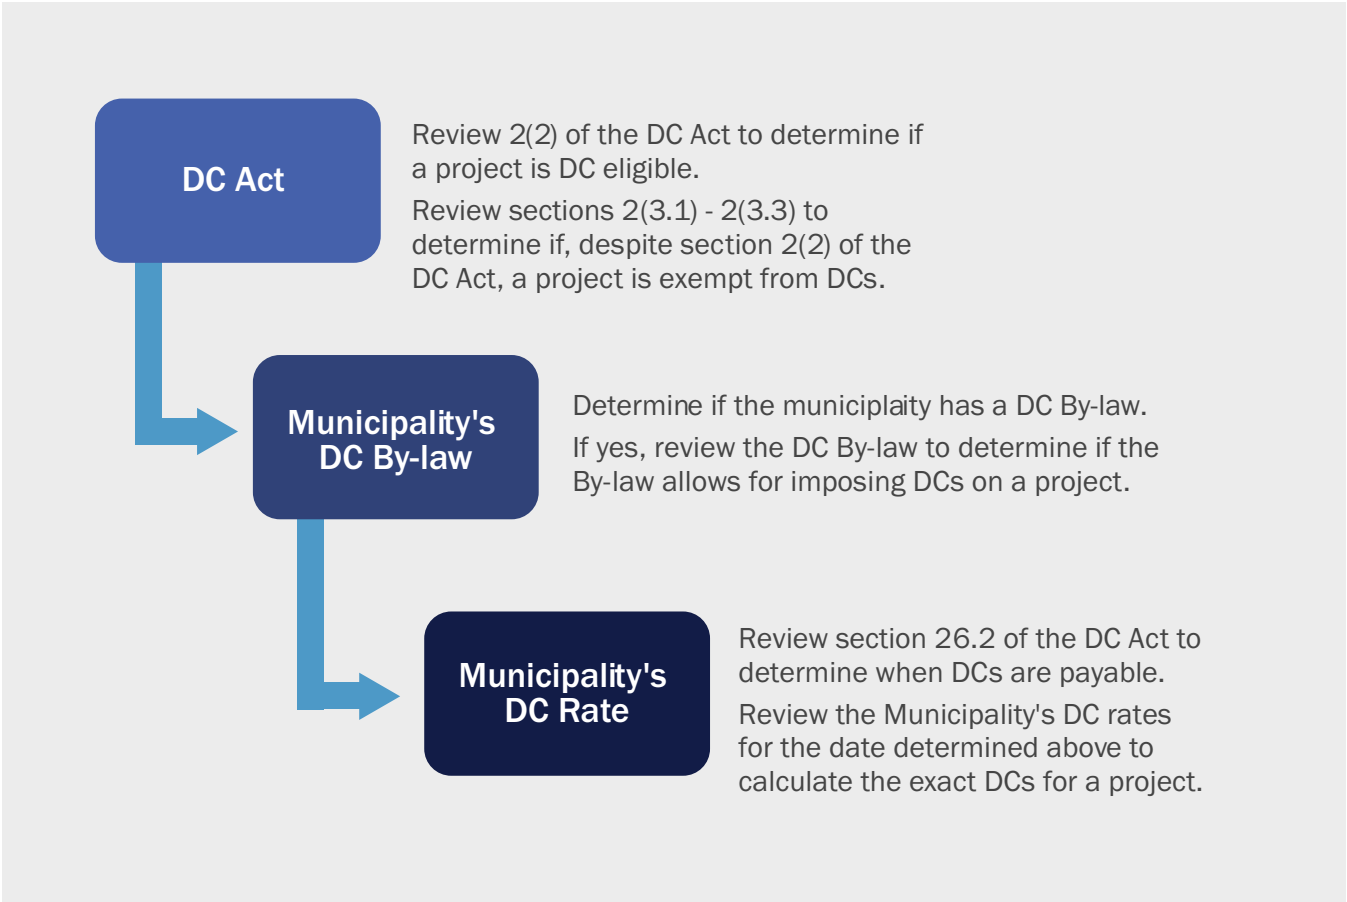 DC Act
Review 2(2) of the DC Act to determine if
a project is DC eligible.
Review sections 2(3.1) - 2(3.3) to
determine if, despite section 2(2) of the
DC Act, a project is exempt from DCs.
Municipality's
DC By-law
Determine if the municiplaity has a DC By-law.
If yes, review the DC By-law to determine if the
By-law allows for imposing DCs on a project.
Municipality's
DC Rate
Review section 26.2 of the DC Act to
determine when DCs are payable.
Review the Municipality's DC rates
for the date determined above to
calculate the exact DCs for a project.